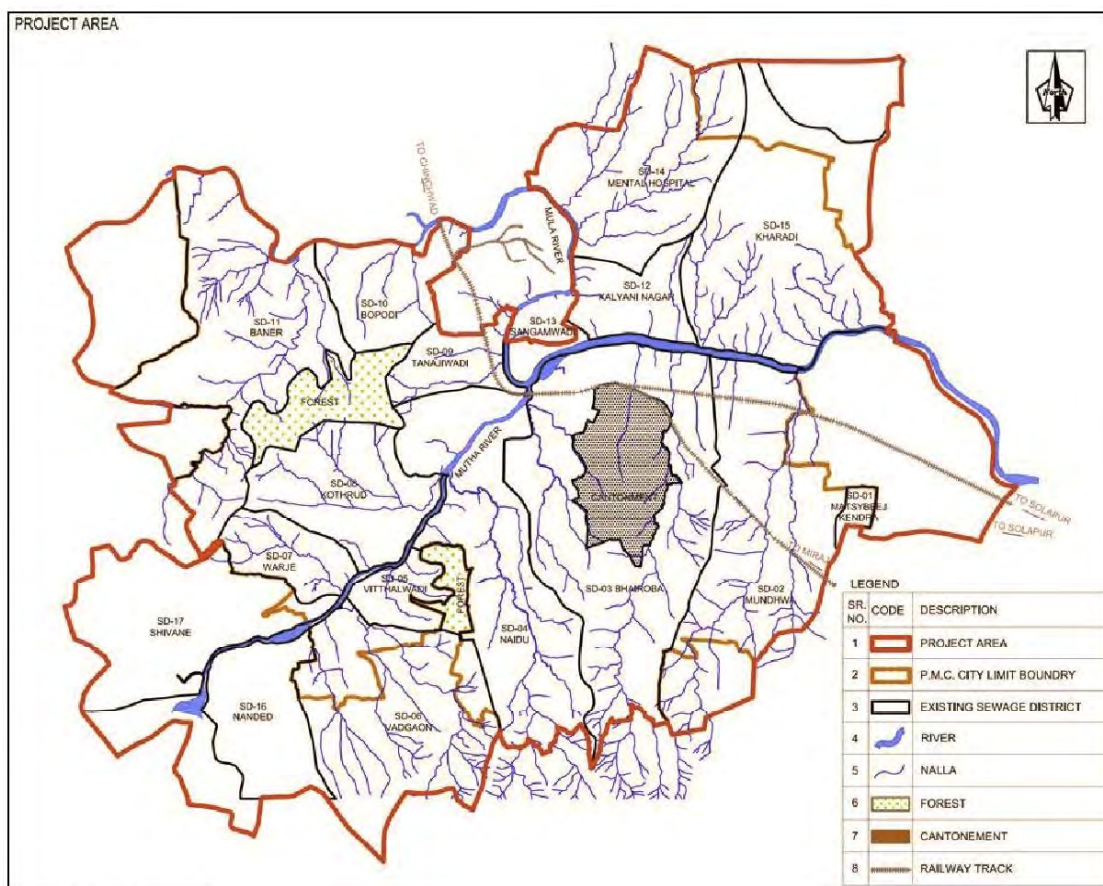 PROJECT AREA
North
TO CHINCHWAD
SD-14
MENTAL HOSPITAL
MULA RIVER
SD-15
KHARADI
SD-12
KALYANI NAGAR
SD-10
BOPODI
SD-11
BANER
SD-13
SANGAMWADI
SD-09
TANAJIWADI
FOREST
MUTHA RIVER
SD-08
KOTHRUD
CANTONMENT
SD-01
MATSYBEEJ
KENDRA
TO SOLAPUR
TO SOLAPUR
TO MIRAJ
SD-07
WARJE
SD-05
VITTHALWADI
FOREST
SD-03 BHAIROBA
SD-02
MUNDHWA
SD-17
SHIVANE
SD-04
NAIDU
SD-16
NANDED
SD-06
VADGAON
LEGEND
SR. NO. CODE DESCRIPTION
1 PROJECT AREA
2 P.M.C. CITY LIMIT BOUNDRY
3 EXISTING SEWAGE DISTRICT
4 RIVER
5 NALLA
6 FOREST
7 CANTONEMENT
8 RAILWAY TRACK